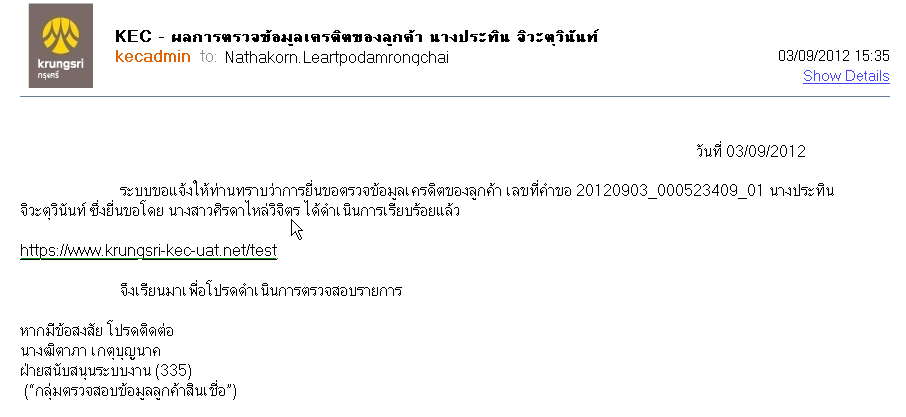 krungsri
กรุงศรี
KEC - ผลการตรวจข้อมูลเครดิตของลูกค้า นางประทิน จิวะตุวินันท์
kecadmin to: Nathakorn.Leartpodamrongchai
03/09/2012 15:35
Show Details
วันที่ 03/09/2012
ระบบขอแจ้งให้ท่านทราบว่าการยื่นขอตรวจข้อมูลเครดิตของลูกค้า เลขที่คำขอ 20120903_000523409_01 นางประทิน
จิวะตุวินันท์ ซึ่งยื่นขอโดย นางสาวศิรดาไหล่วิจิตร ได้ดำเนินการเรียบร้อยแล้ว
https://www.krungsri-kec-uat.net/test
จึงเรียนมาเพื่อโปรดดำเนินการตรวจสอบรายการ
หากมีข้อสงสัย โปรดติดต่อ
นางฒิตาภา เกตุบุญนาค
ฝ่ายสนับสนุนระบบงาน (335)
(“กลุ่มตรวจสอบข้อมูลลูกค้าสินเชื่อ”)